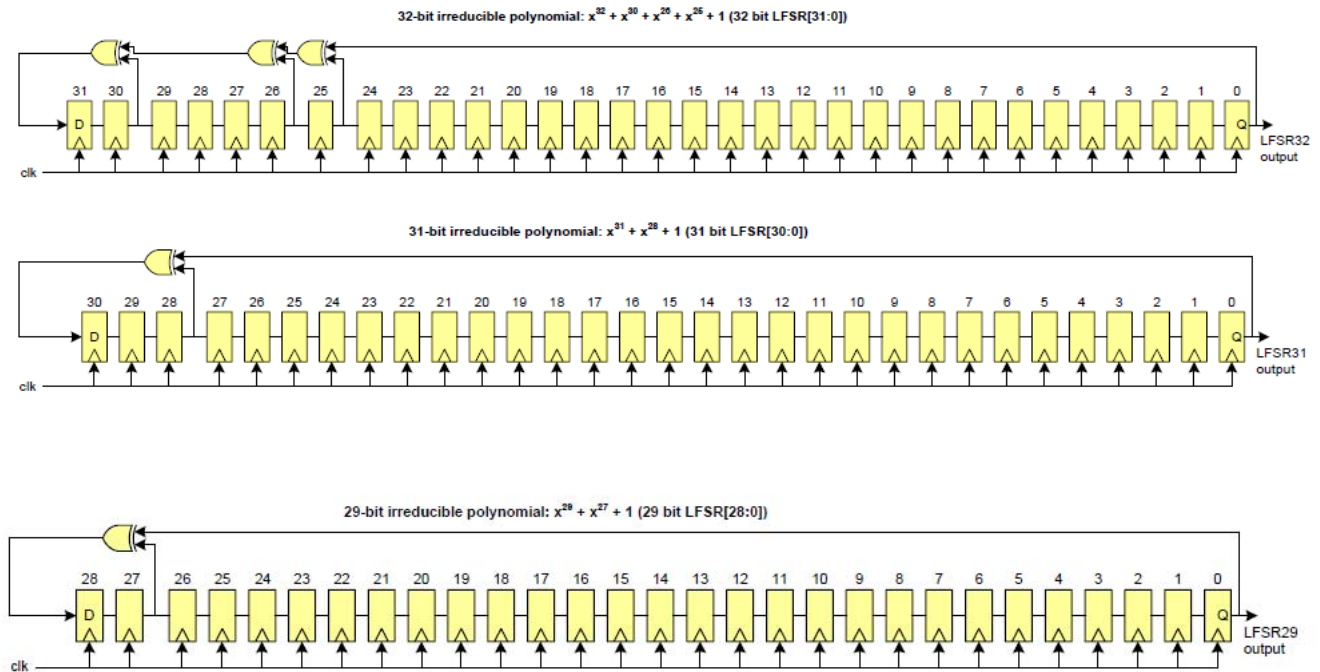 32-bit irreducible polynomial: x³² + x³⁰ + x²⁶ + x²⁵ + 1 (32 bit LFSR[31:0])
31 30 29 28 27 26 25 24 23 22 21 20 19 18 17 16 15 14 13 12 11 10 9 8 7 6 5 4 3 2 1 0
D Q
LFSR32
output
clk
31-bit irreducible polynomial: x³¹ + x²⁸ + 1 (31 bit LFSR[30:0])
30 29 28 27 26 25 24 23 22 21 20 19 18 17 16 15 14 13 12 11 10 9 8 7 6 5 4 3 2 1 0
D Q
LFSR31
output
clk
29-bit irreducible polynomial: x²⁹ + x²⁷ + 1 (29 bit LFSR[28:0])
28 27 26 25 24 23 22 21 20 19 18 17 16 15 14 13 12 11 10 9 8 7 6 5 4 3 2 1 0
D Q
LFSR29
output
clk